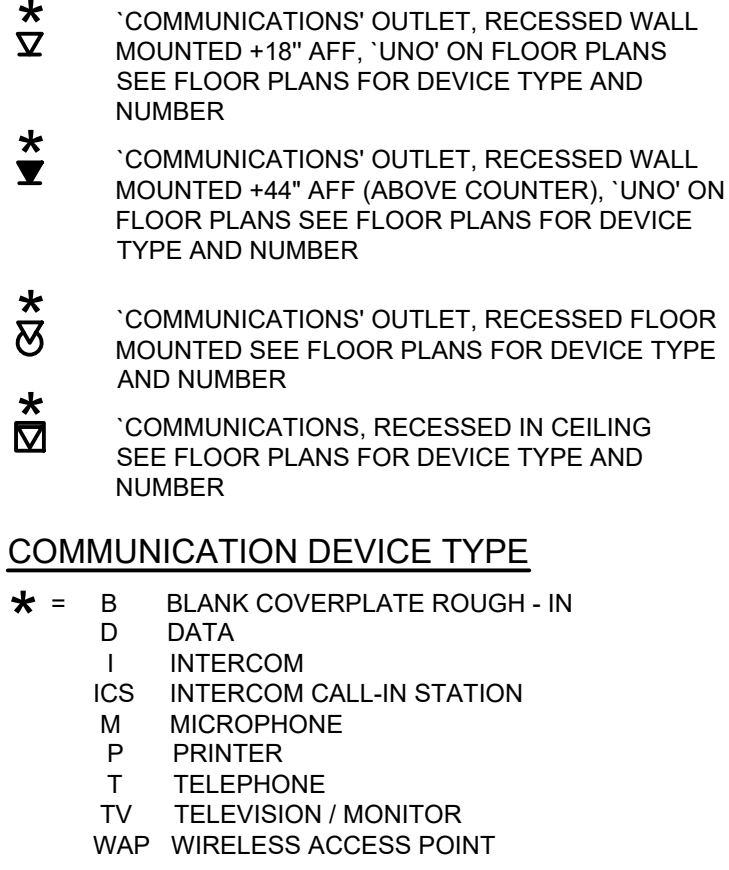 *
`COMMUNICATIONS' OUTLET, RECESSED WALL
MOUNTED +18" AFF, `UNO' ON FLOOR PLANS
SEE FLOOR PLANS FOR DEVICE TYPE AND
NUMBER
*
`COMMUNICATIONS' OUTLET, RECESSED WALL
MOUNTED +44" AFF (ABOVE COUNTER), `UNO' ON
FLOOR PLANS SEE FLOOR PLANS FOR DEVICE
TYPE AND NUMBER
*
`COMMUNICATIONS' OUTLET, RECESSED FLOOR
MOUNTED SEE FLOOR PLANS FOR DEVICE TYPE
AND NUMBER
*
`COMMUNICATIONS, RECESSED IN CEILING
SEE FLOOR PLANS FOR DEVICE TYPE AND
NUMBER
COMMUNICATION DEVICE TYPE
* = B BLANK COVERPLATE ROUGH - IN
D DATA
I INTERCOM
ICS INTERCOM CALL-IN STATION
M MICROPHONE
P PRINTER
T TELEPHONE
TV TELEVISION / MONITOR
WAP WIRELESS ACCESS POINT